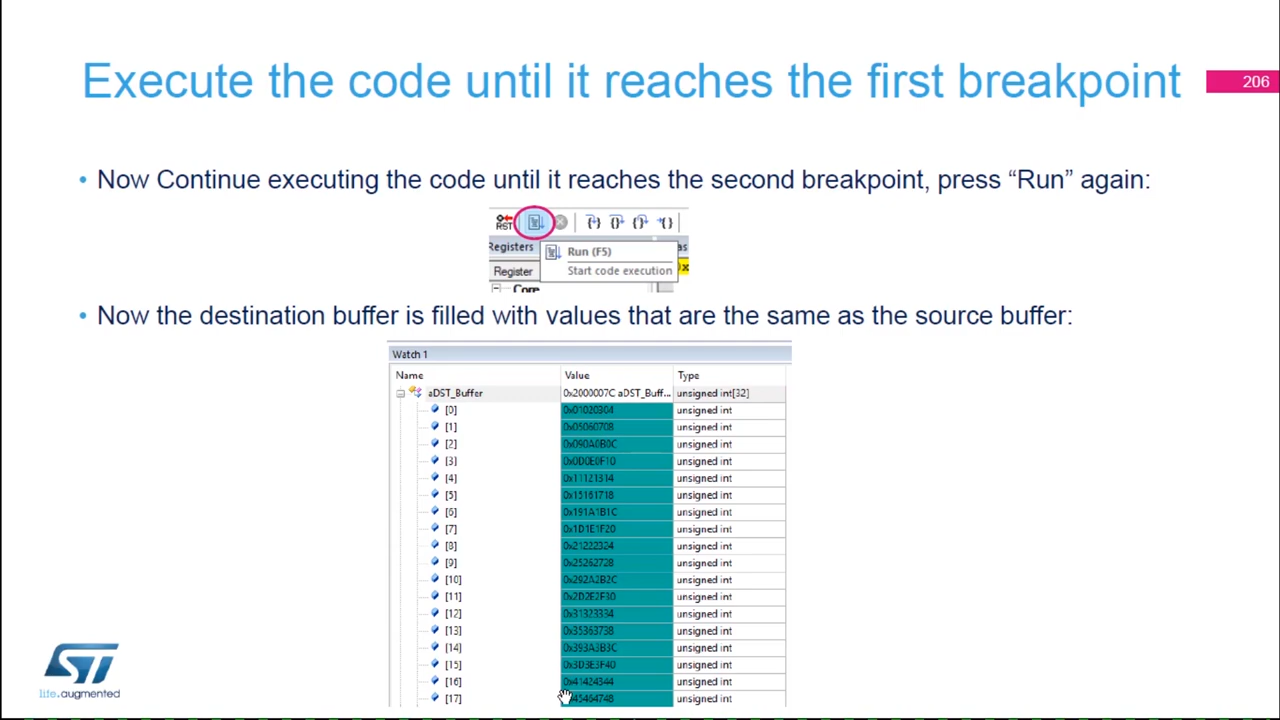 Execute the code until it reaches the first breakpoint
206
• Now Continue executing the code until it reaches the second breakpoint, press “Run” again:
RST
Registers
Run (F5)
Register
Start code execution
Core
• Now the destination buffer is filled with values that are the same as the source buffer:
Watch 1
Name Value Type
aDST_Buffer 0x2000007C aDST_Buff... unsigned int[32]
[0] 0x01020304 unsigned int
[1] 0x05060708 unsigned int
[2] 0x090A0B0C unsigned int
[3] 0x0D0E0F10 unsigned int
[4] 0x11121314 unsigned int
[5] 0x15161718 unsigned int
[6] 0x191A1B1C unsigned int
[7] 0x1D1E1F20 unsigned int
[8] 0x21222324 unsigned int
[9] 0x25262728 unsigned int
[10] 0x292A2B2C unsigned int
[11] 0x2D2E2F30 unsigned int
[12] 0x31323334 unsigned int
[13] 0x35363738 unsigned int
[14] 0x393A3B3C unsigned int
[15] 0x3D3E3F40 unsigned int
[16] 0x41424344 unsigned int
[17] 45464748 unsigned int
ST
life.augmented